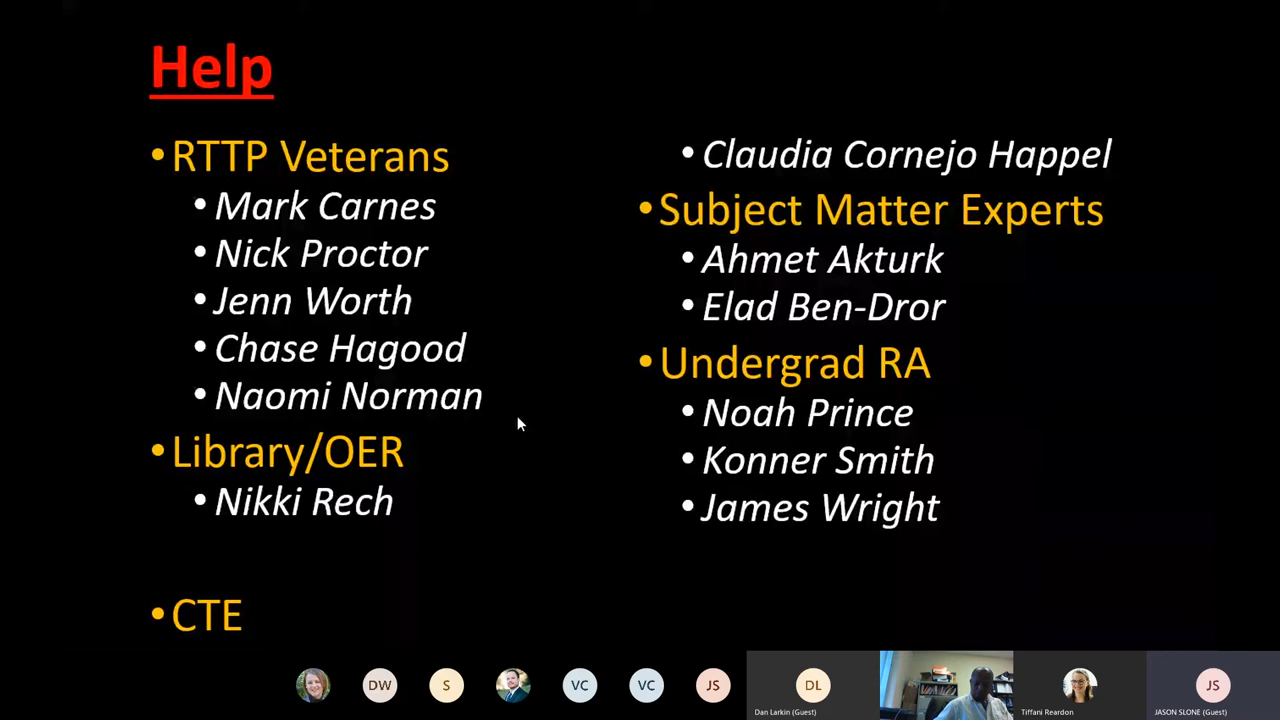 Help
•RTTP Veterans
•Mark Carnes
•Nick Proctor
•Jenn Worth
•Chase Hagood
•Naomi Norman
•Library/OER
•Nikki Rech
•CTE
•Claudia Cornejo Happel
•Subject Matter Experts
•Ahmet Akturk
•Elad Ben-Dror
•Undergrad RA
•Noah Prince
•Konner Smith
•James Wright
DW
S
VC
VC
JS
DL
JS
Dan Larkin (Guest)
Tiffani Reardon
JASON SLONE (Guest)